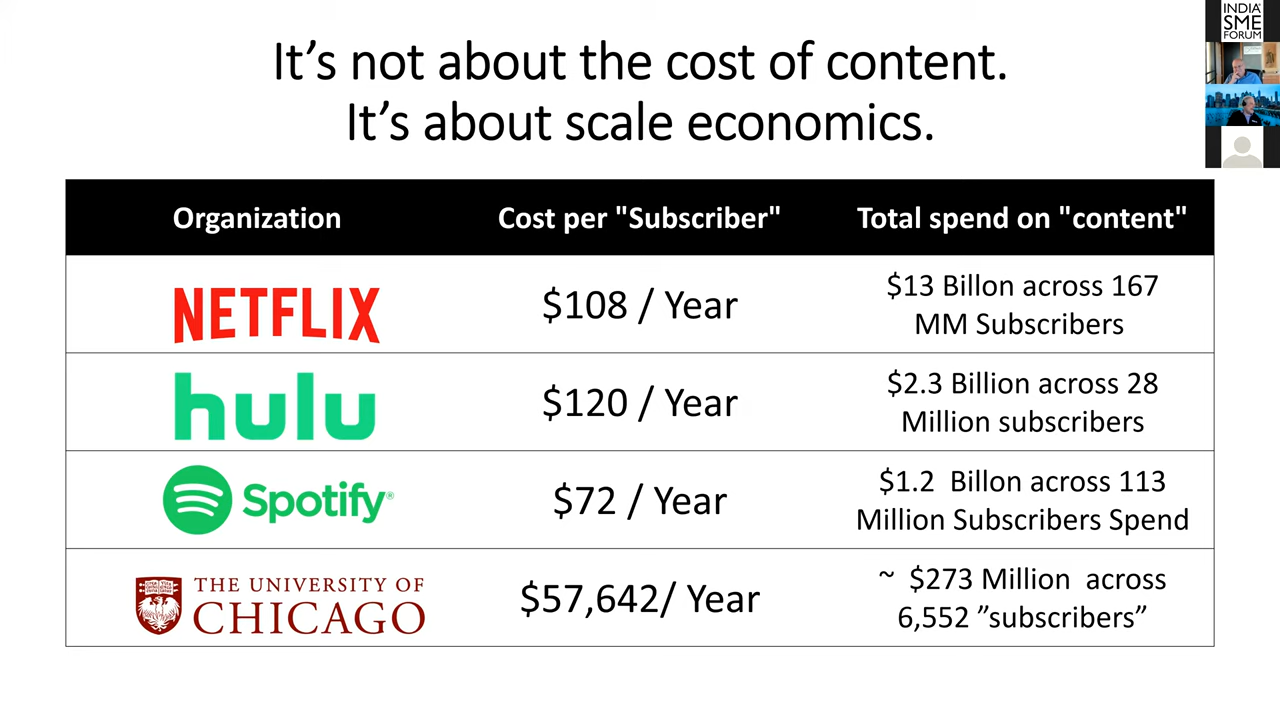 It's not about the cost of content.
It's about scale economics.
INDIA
SME
FORUM
Organization
Cost per "Subscriber"
Total spend on "content"
NETFLIX
$108 / Year
$13 Billon across 167
MM Subscribers
hulu
$120 / Year
$2.3 Billion across 28
Million subscribers
Spotify®
$72 / Year
$1.2 Billon across 113
Million Subscribers Spend
THE UNIVERSITY OF
CHICAGO
$57,642/ Year
~ $273 Million across
6,552 ”subscribers”